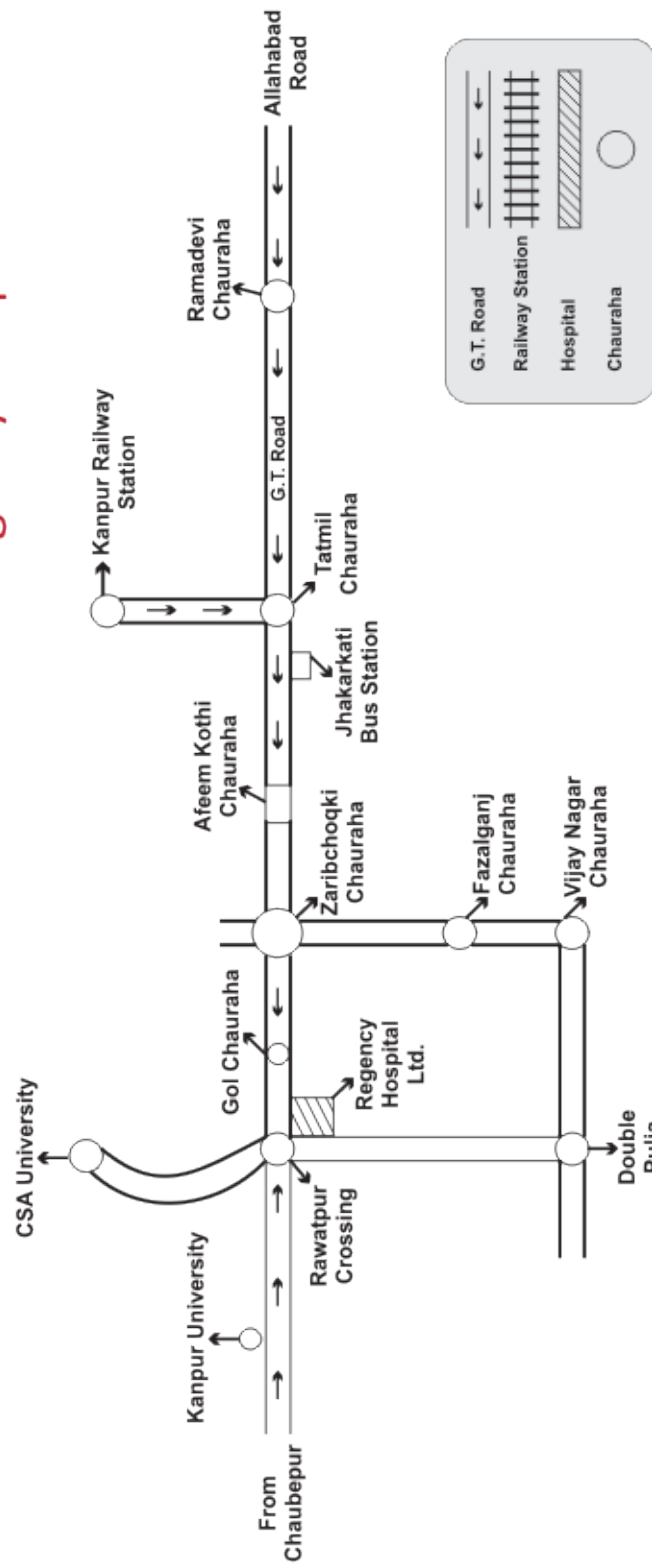 CSA University
Kanpur Railway
Station
Ramadevi
Chauraha
Allahabad
Road
Kanpur University
Gol Chauraha
Afeem Kothi
Chauraha
G.T. Road
From
Chaubepur
Rawatpur
Crossing
Regency
Hospital
Ltd.
Zaribchoqki
Chauraha
Jhakarkati
Bus Station
Tatmil
Chauraha
Fazalganj
Chauraha
Vijay Nagar
Chauraha
Double
G.T. Road
Railway Station
Hospital
Chauraha